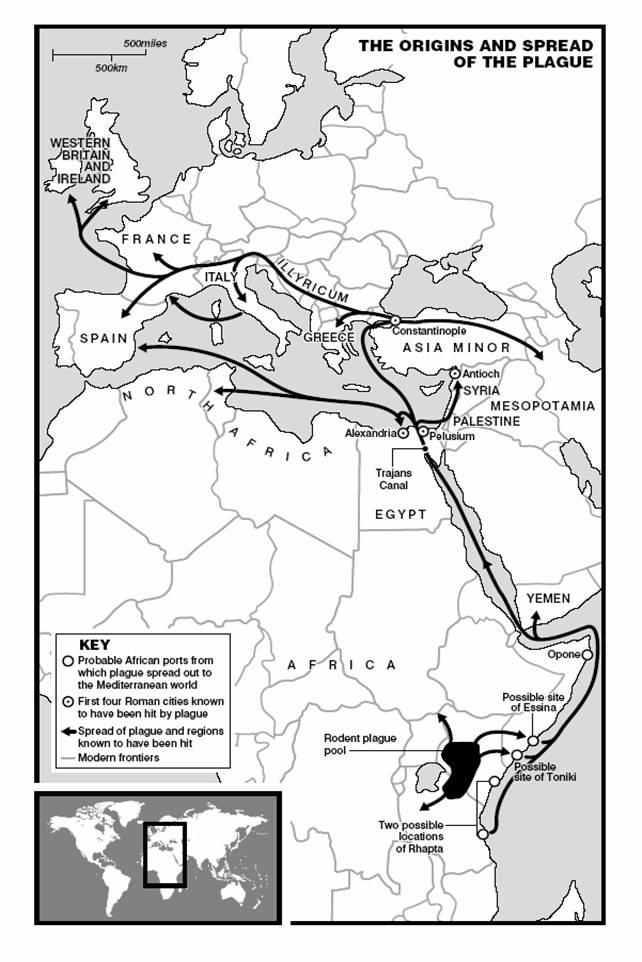 THE ORIGINS AND SPREAD
OF THE PLAGUE
500miles
500km
WESTERN
BRITAIN
AND
IRELAND
FRANCE
ITALY
ILLYRICUM
SPAIN
GREECE
Constantinople
ASIA MINOR
Antioch
SYRIA
MESOPOTAMIA
PALESTINE
NORTH AFRICA
Alexandria
Pelusium
Trajans
Canal
EGYPT
YEMEN
Opone
AFRICA
Possible site
of Essina
Rodent plague
pool
Possible
site of Toniki
Two possible
locations
of Rhapta
KEY
Probable African ports from
which plague spread out to
the Mediterranean world
First four Roman cities known
to have been hit by plague
Spread of plague and regions
known to have been hit
Modern frontiers